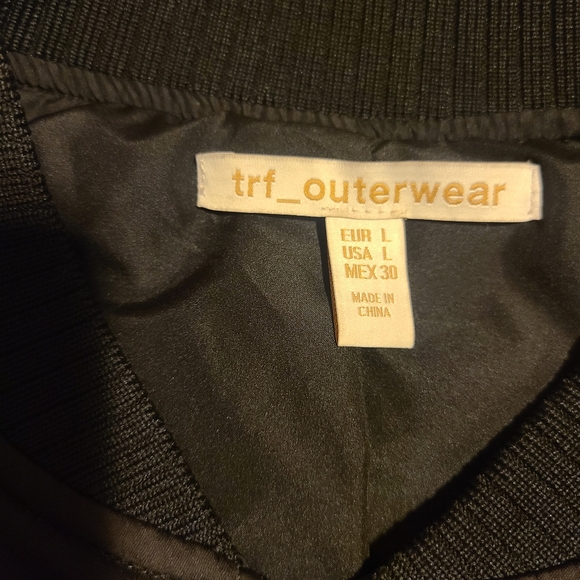 trf_outerwear
EUR L
USA L
MEX 30
MADE IN
CHINA